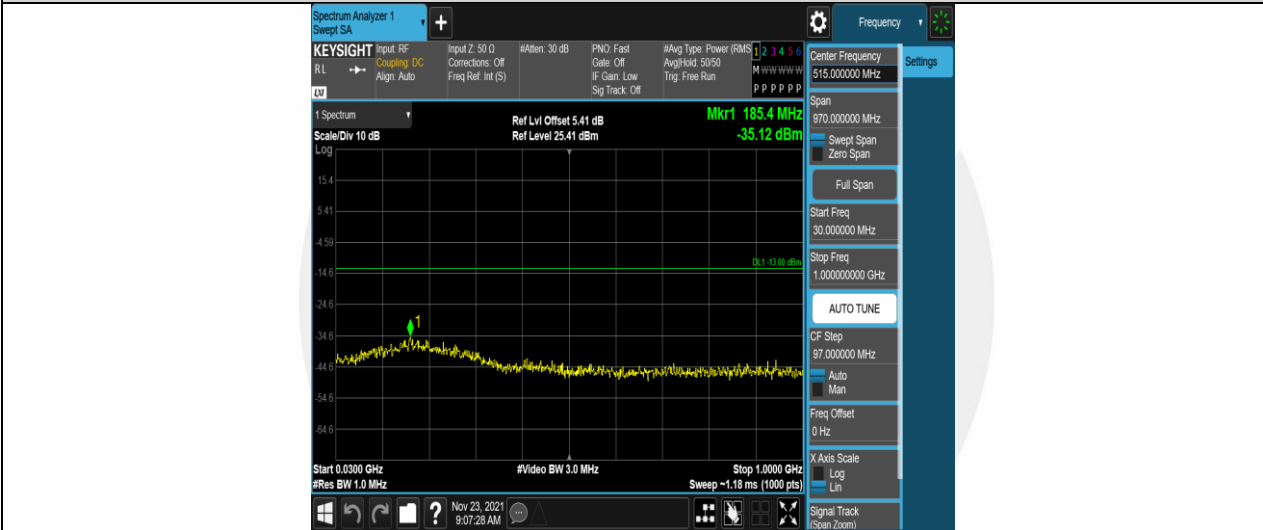 Spectrum Analyzer 1
Swept SA
Frequency
KEYSIGHT
RL
LXI
Input: RF
Coupling: DC
Align: Auto
Input Z: 50 Ω
Corrections: Off
Freq Ref: Int (S)
#Atten: 30 dB
PNO: Fast
Gate: Off
IF Gain: Low
Sig Track: Off
#Avg Type: Power (RMS
Avg|Hold: 50/50
Trig: Free Run
1 2 3 4 5 6
M W W W W W
P P P P P P
1 Spectrum
Scale/Div 10 dB
Ref Lvl Offset 5.41 dB
Ref Level 25.41 dBm
Mkr1 185.4 MHz
-35.12 dBm
Log
15.4
5.41
-4.59
DL1 -13.00 dBm
-14.6
-24.6
1
-34.6
-44.6
-54.6
-64.6
Start 0.0300 GHz
#Res BW 1.0 MHz
#Video BW 3.0 MHz
Stop 1.0000 GHz
Sweep ~1.18 ms (1000 pts)
?
Nov 23, 2021
9:07:28 AM
Center Frequency
515.000000 MHz
Settings
Span
970.000000 MHz
Swept Span
Zero Span
Full Span
Start Freq
30.000000 MHz
Stop Freq
1.000000000 GHz
AUTO TUNE
CF Step
97.000000 MHz
Auto
Man
Freq Offset
0 Hz
X Axis Scale
Log
Lin
Signal Track
(Span Zoom)